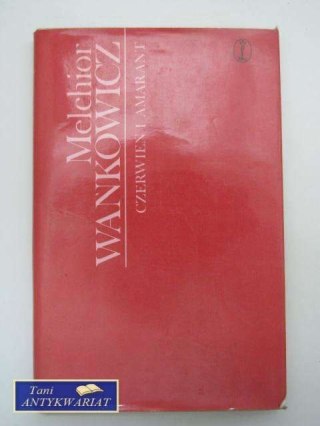 Melchior
WAŃKOWICZ
CZERWIEŃ I AMARANT
Tani
ANTYKWARIAT